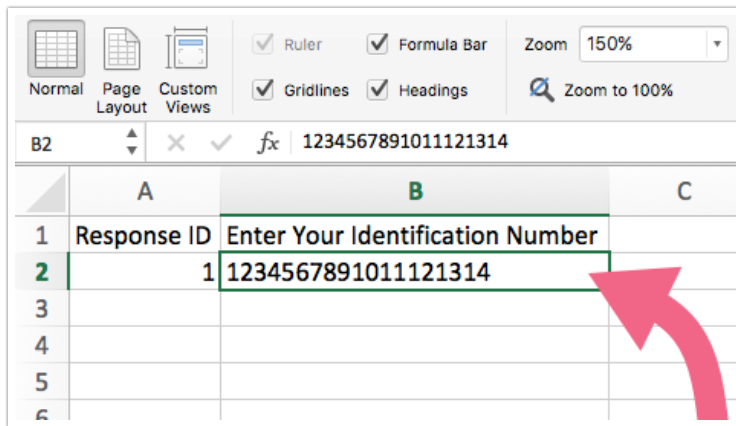 Ruler Formula Bar Zoom 150%
Normal Page Layout Custom Views Gridlines Headings Zoom to 100%
B2 fx 1234567891011121314
A B C
1 Response ID Enter Your Identification Number
2 1 1234567891011121314
3
4
5
6